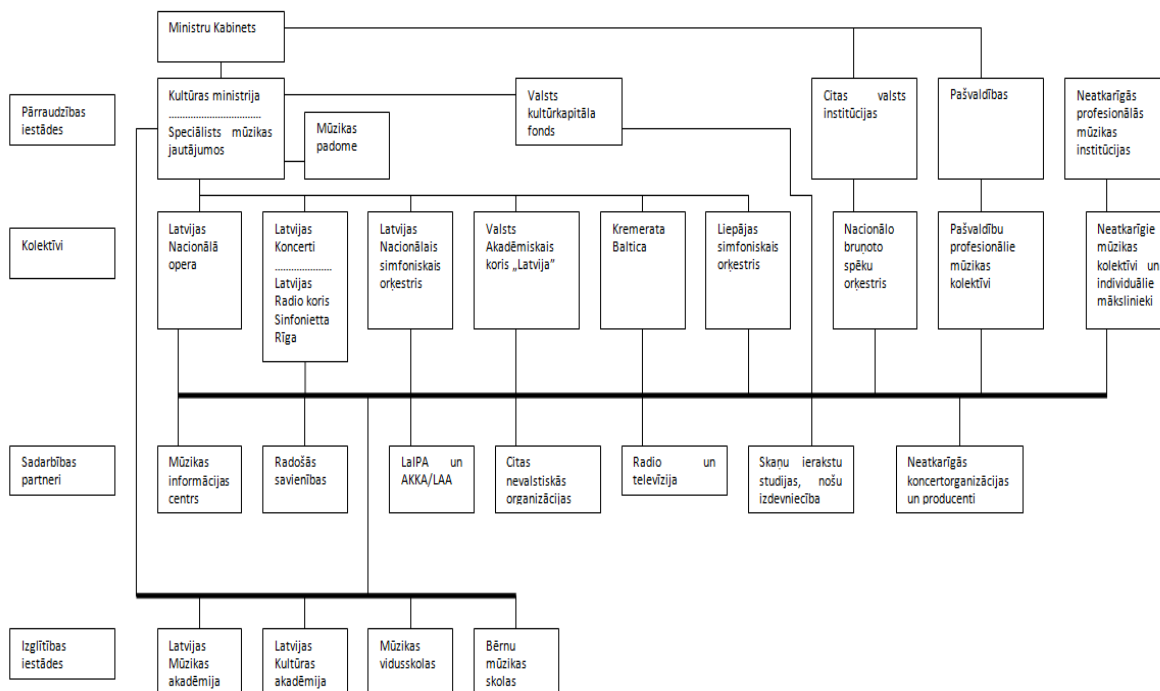 Ministru Kabinets
Pārraudzības
iestādes
Kultūras ministrija
..................................
Speciālists mūzikas
jautājumos
Mūzikas
padome
Valsts
kultūrkapitāla
fonds
Citas valsts
institūcijas
Pašvaldības
Neatkarīgās
profesionālās
mūzikas
institūcijas
Kolektīvi
Latvijas
Nacionālā
opera
Latvijas
Koncerti
......................
Latvijas
Radio koris
Sinfonietta
Rīga
Latvijas
Nacionālais
simfoniskais
orķestris
Valsts
Akadēmiskais
koris „Latvija”
Kremerata
Baltica
Liepājas
simfoniskais
orķestris
Nacionālo
bruņoto
spēku
orķestris
Pašvaldību
profesionālie
mūzikas
kolektīvi
Neatkarīgie
mūzikas
kolektīvi un
individuālie
mākslinieki
Sadarbības
partneri
Mūzikas
informācijas
centrs
Radošās
savienības
LaIPA un
AKKA/LAA
Citas
nevalstiskās
organizācijas
Radio un
televīzija
Skaņu ierakstu
studijas, nošu
izdevniecība
Neatkarīgās
koncertorganizācijas
un producenti
Izglītības
iestādes
Latvijas
Mūzikas
akadēmija
Latvijas
Kultūras
akadēmija
Mūzikas
vidusskolas
Bērnu
mūzikas
skolas